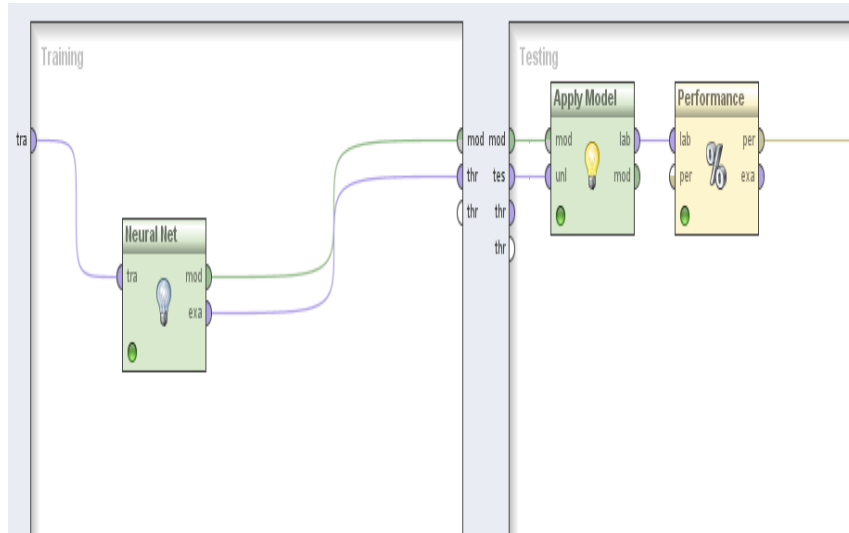 Training
tra
Neural Net
tra mod
exa
mod
thr
thr
Testing
mod
tes
thr
thr
Apply Model
mod lab
unl mod
Performance
%
lab per
per exa